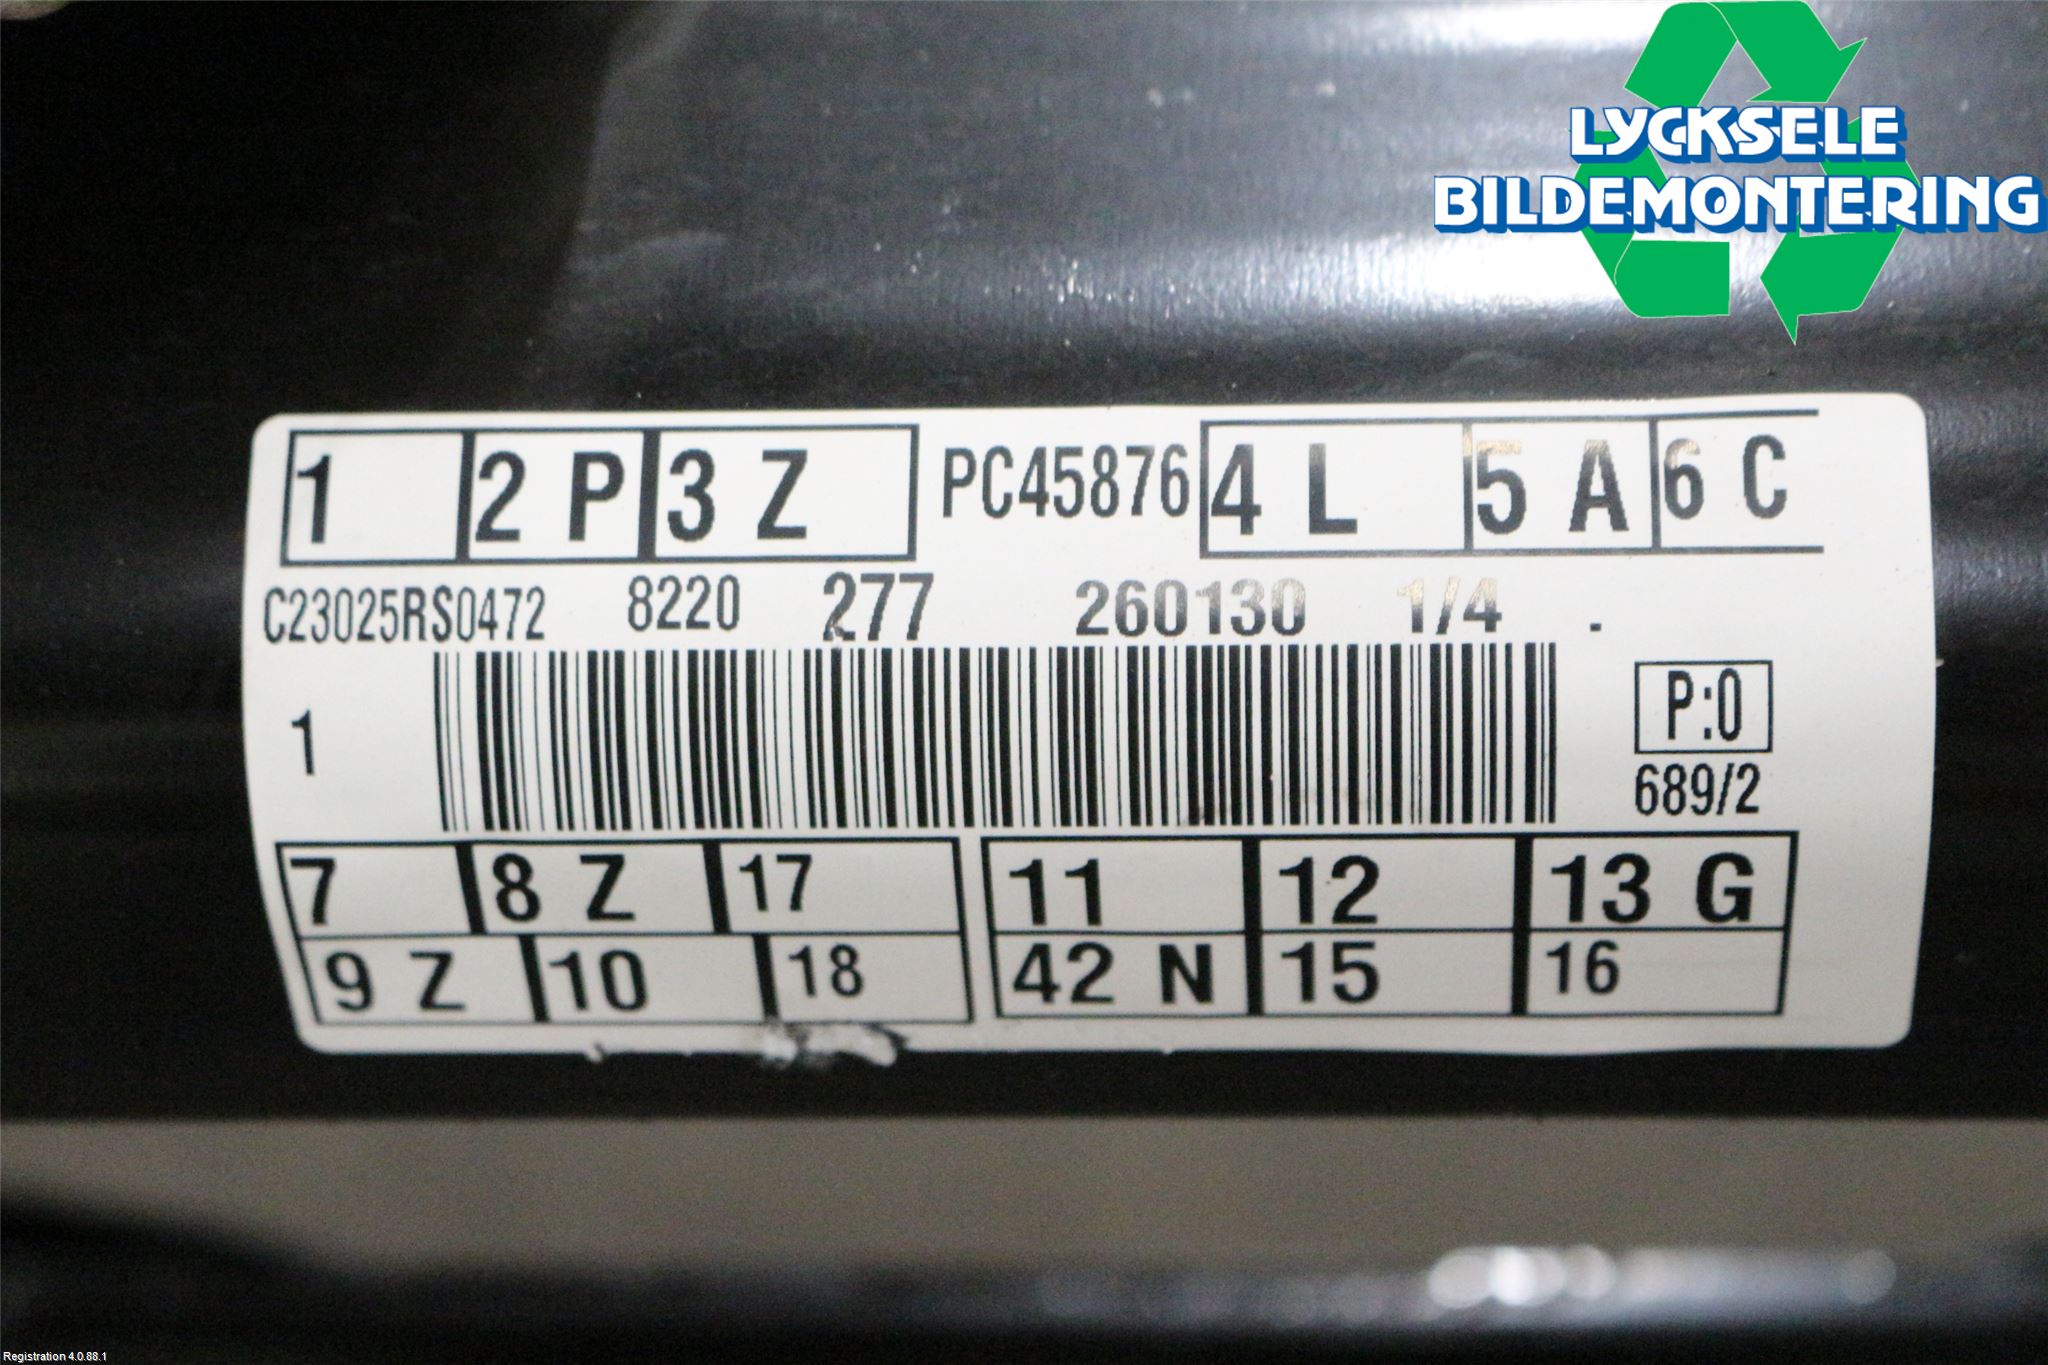 LYCKSELE
BILDEMONTERING
1 2 P 3 Z PC45876 4 L 5 A 6 C
C23025RS0472 8220 277 260130 1/4 .
1 P:0
689/2
7 8 Z 17 11 12 13 G
9 Z 10 18 42 N 15 16
Registration 4.0.88.1